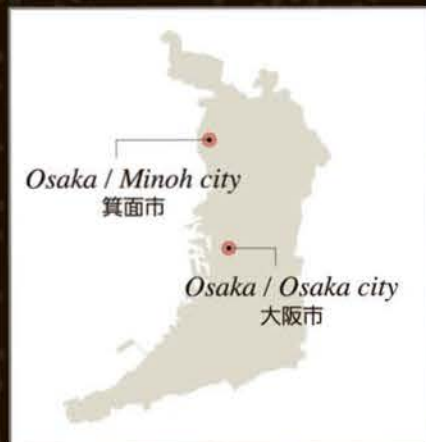 Osaka / Minoh city
箕面市
Osaka / Osaka city
大阪市